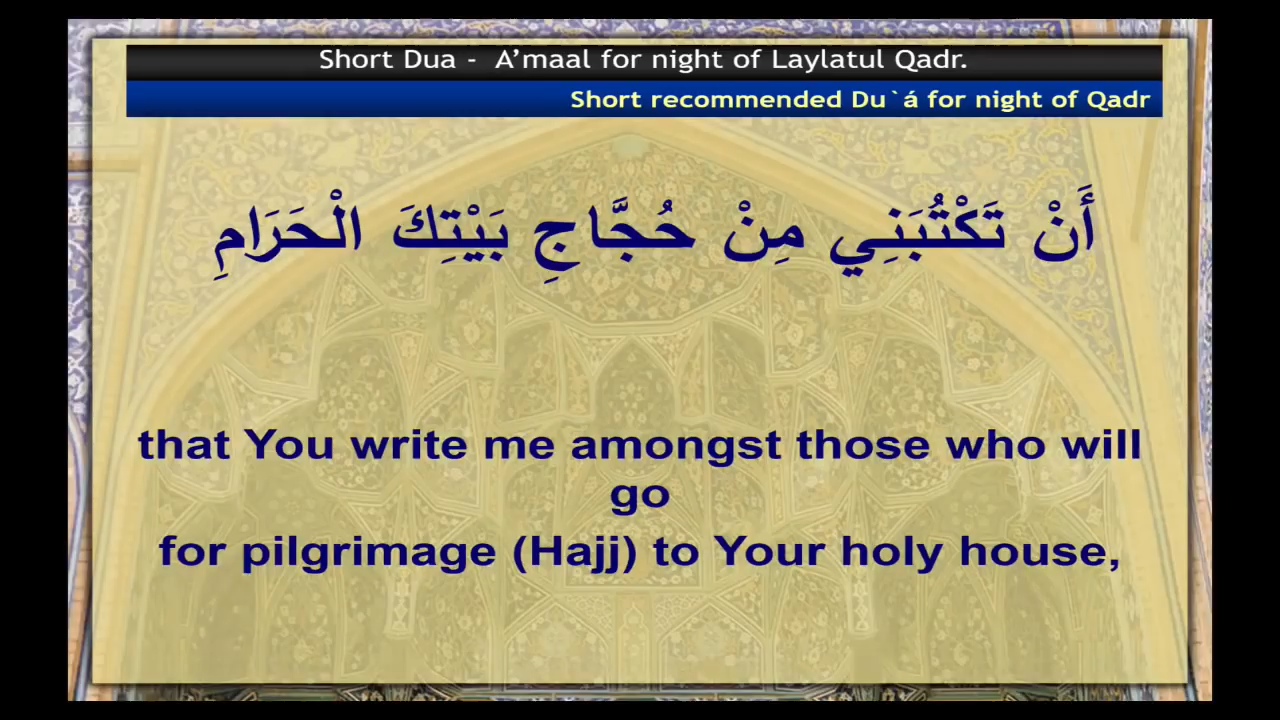 Short Dua - A’maal for night of Laylatul Qadr.
Short recommended Du`á for night of Qadr
أَنْ تَكْتُبَنِي مِنْ حُجَّاجِ بَيْتِكَ الْحَرَامِ
that You write me amongst those who will
go
for pilgrimage (Hajj) to Your holy house,